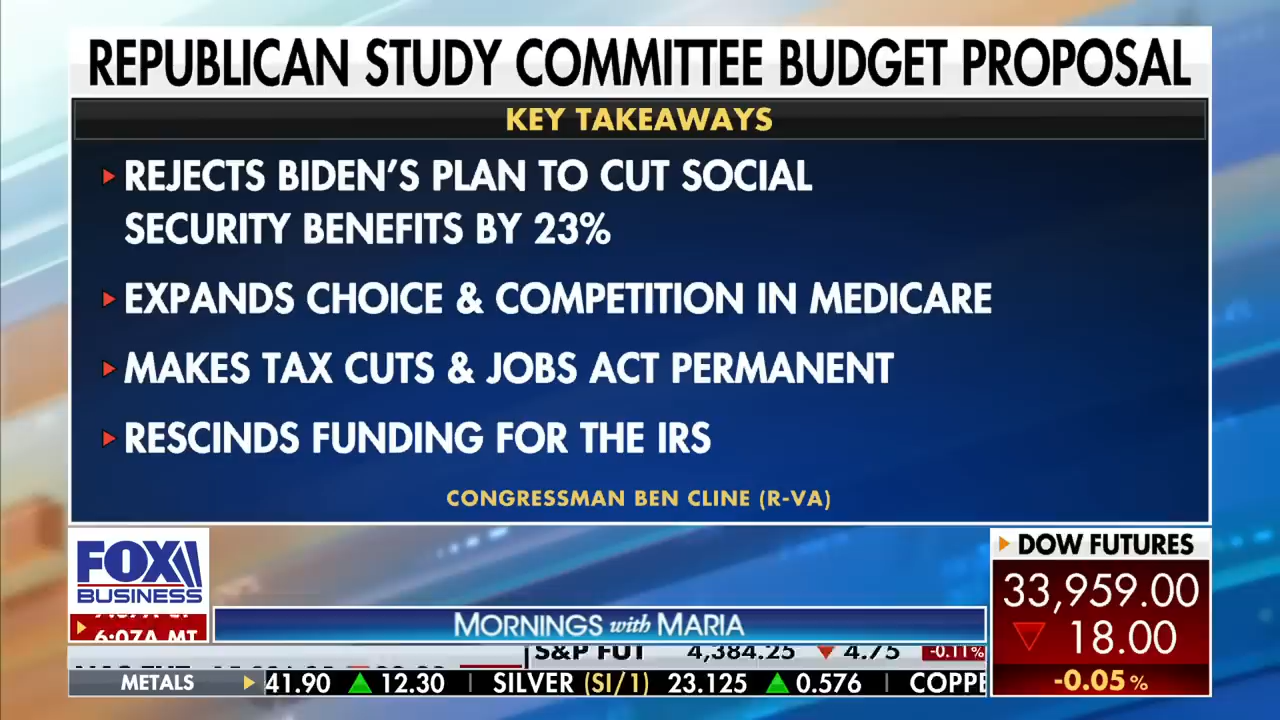 REPUBLICAN STUDY COMMITTEE BUDGET PROPOSAL
KEY TAKEAWAYS
REJECTS BIDEN'S PLAN TO CUT SOCIAL
SECURITY BENEFITS BY 23%
EXPANDS CHOICE & COMPETITION IN MEDICARE
MAKES TAX CUTS & JOBS ACT PERMANENT
RESCINDS FUNDING FOR THE IRS
CONGRESSMAN BEN CLINE (R-VA)
FOX
BUSINESS
6:07A MT
MORNINGS with MARIA
DOW FUTURES
33,959.00
18.00
-0.05%
S&P FUT 4,384.25 4.75 -0.11%
METALS 41.90 12.30 | SILVER (SI/1) 23.125 0.576 | COPPE